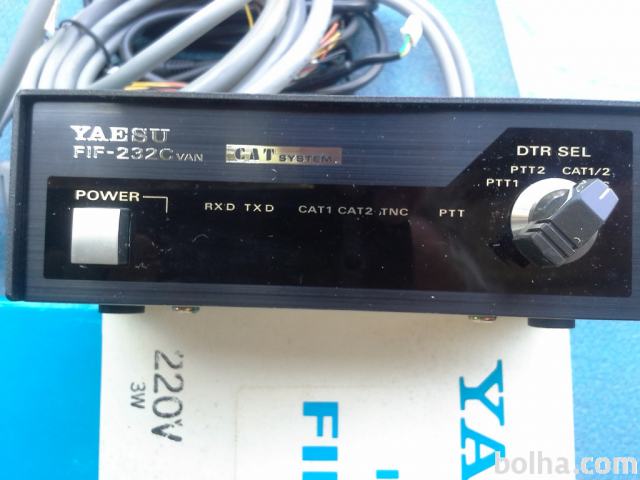 YAESU
FIF-232C VAN
CAT SYSTEM
DTR SEL
PTT2 CAT1/2
PTT1
POWER
RXD TXD CAT1 CAT2 TNC PTT
220V
3W
YA
FI
bolha.com